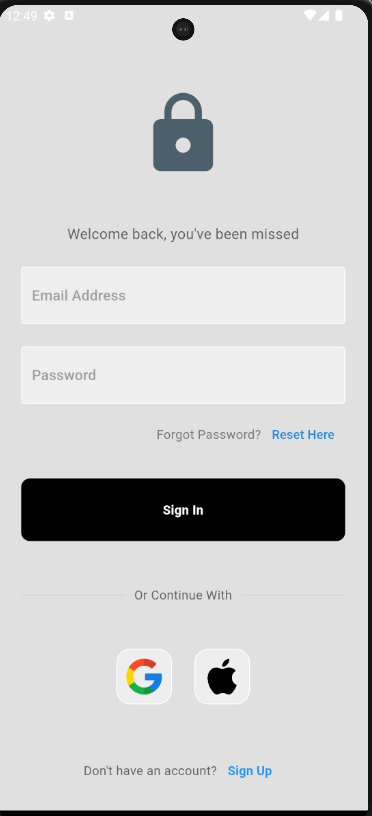 12:49
Welcome back, you've been missed
Email Address
Password
Forgot Password? Reset Here
Sign In
Or Continue With
Don't have an account? Sign Up